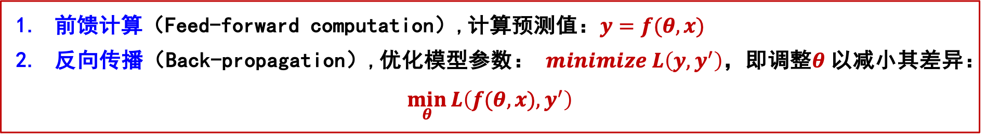 1. 前馈计算（Feed-forward computation）,计算预测值：y = f(θ, x)
2. 反向传播（Back-propagation）,优化模型参数： minimize L(y, y′)，即调整θ 以减小其差异：
min L(f(θ, x), y′)
θ